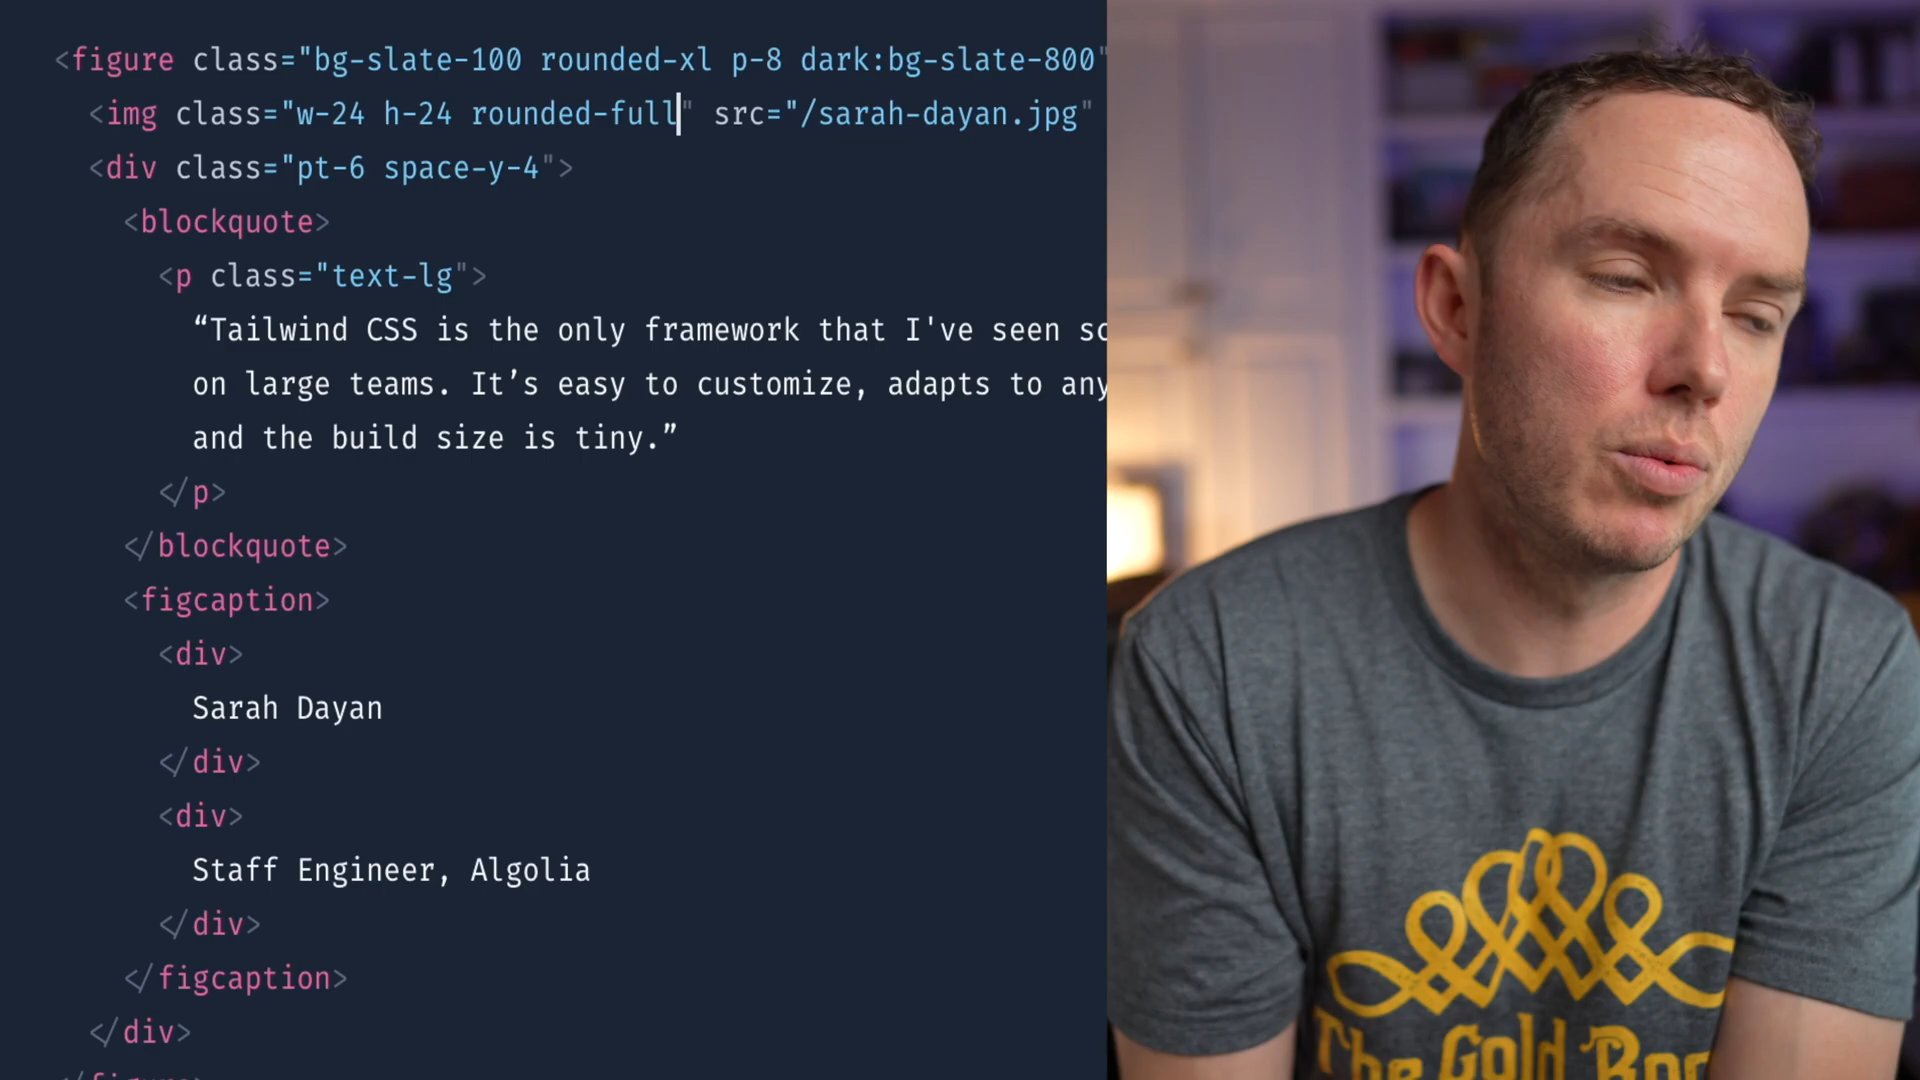 <figure class="bg-slate-100 rounded-xl p-8 dark:bg-slate-800"
<img class="w-24 h-24 rounded-full" src="/sarah-dayan.jpg"
<div class="pt-6 space-y-4">
<blockquote>
<p class="text-lg">
“Tailwind CSS is the only framework that I've seen
on large teams. It’s easy to customize, adapts to any
and the build size is tiny.”
</p>
</blockquote>
<figcaption>
<div>
Sarah Dayan
</div>
<div>
Staff Engineer, Algolia
</div>
</figcaption>
</div>
The Gold